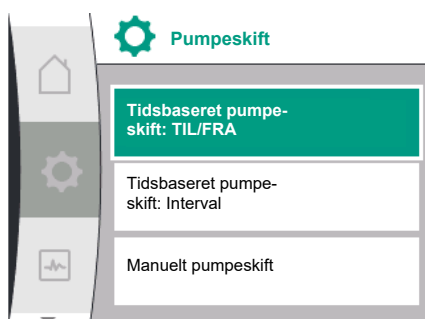 Pumpeskift
Tidsbaseret pumpe-
skift: TIL/FRA
Tidsbaseret pumpe-
skift: Interval
Manuelt pumpeskift